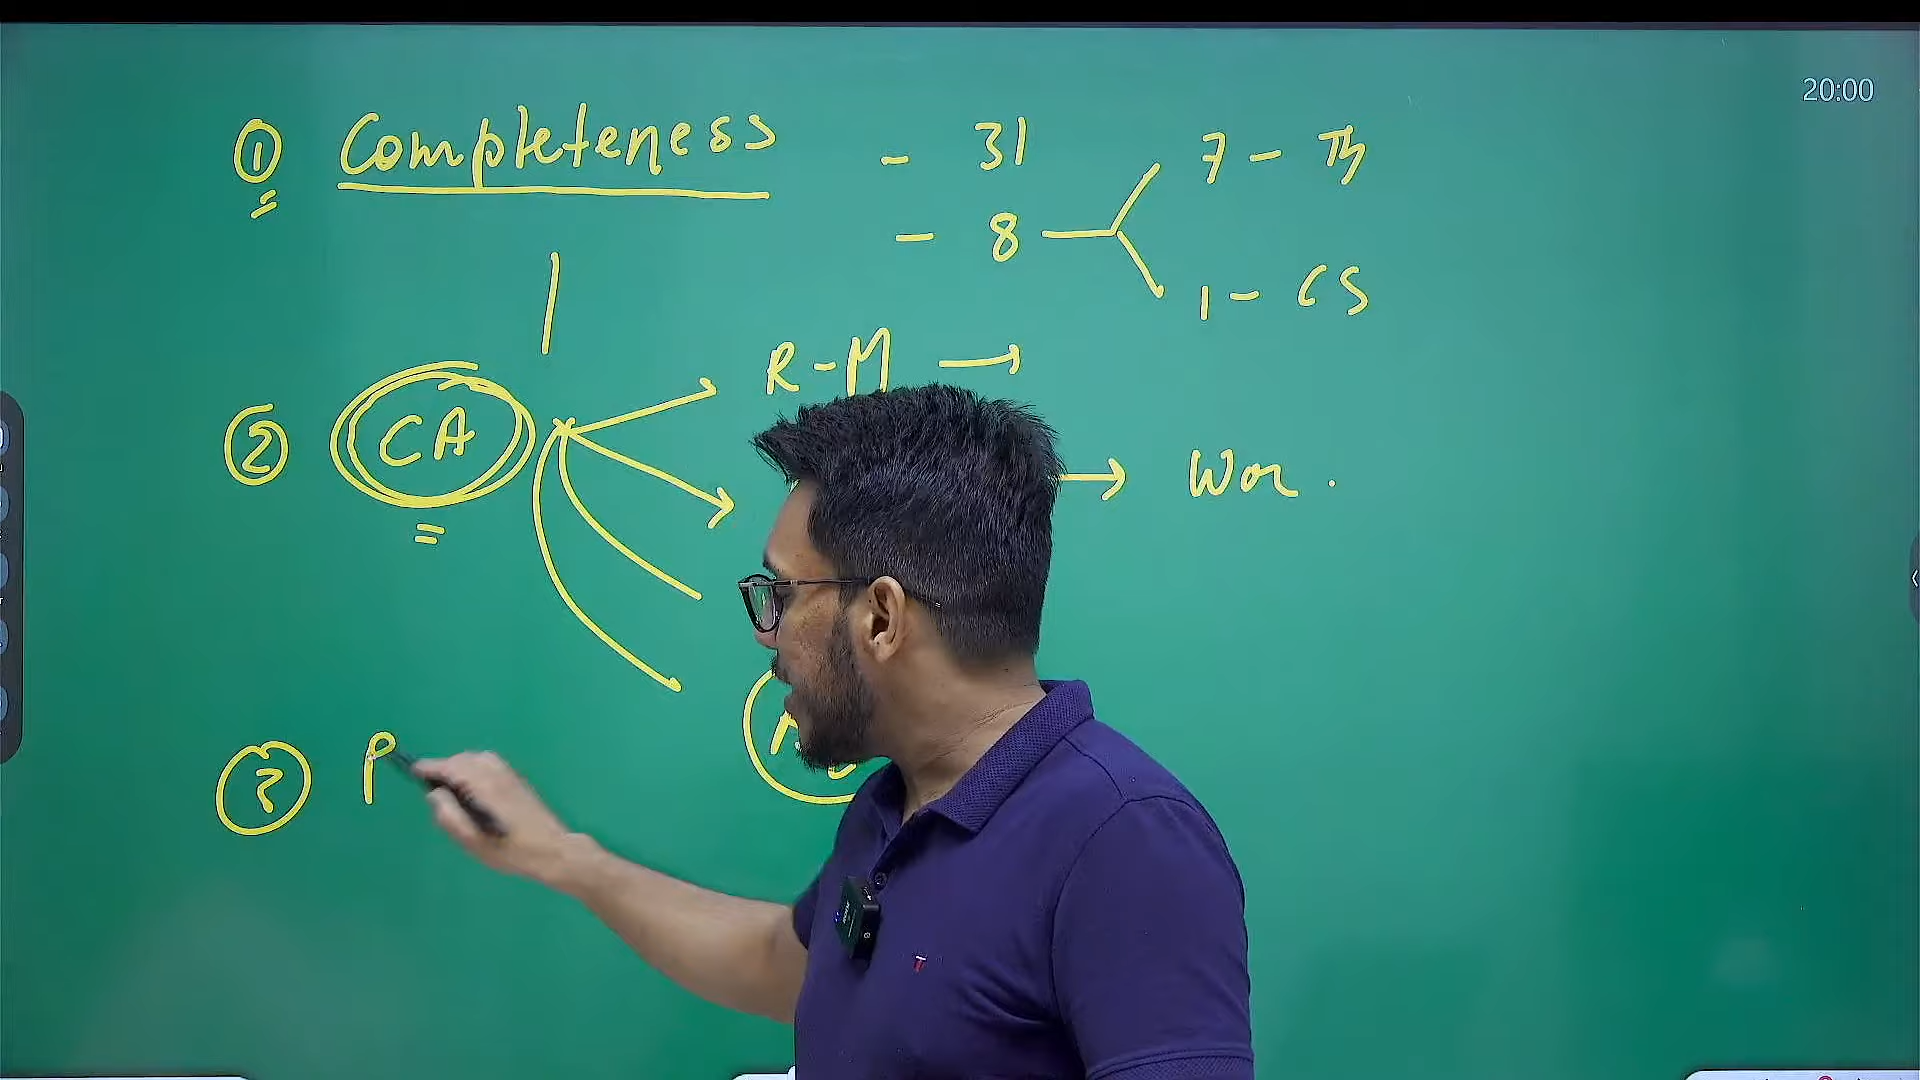 20:00
① Completeness - 31
- 8
7 - Th
1 - CS
② CA
R-M →
→ Wor.
③ P